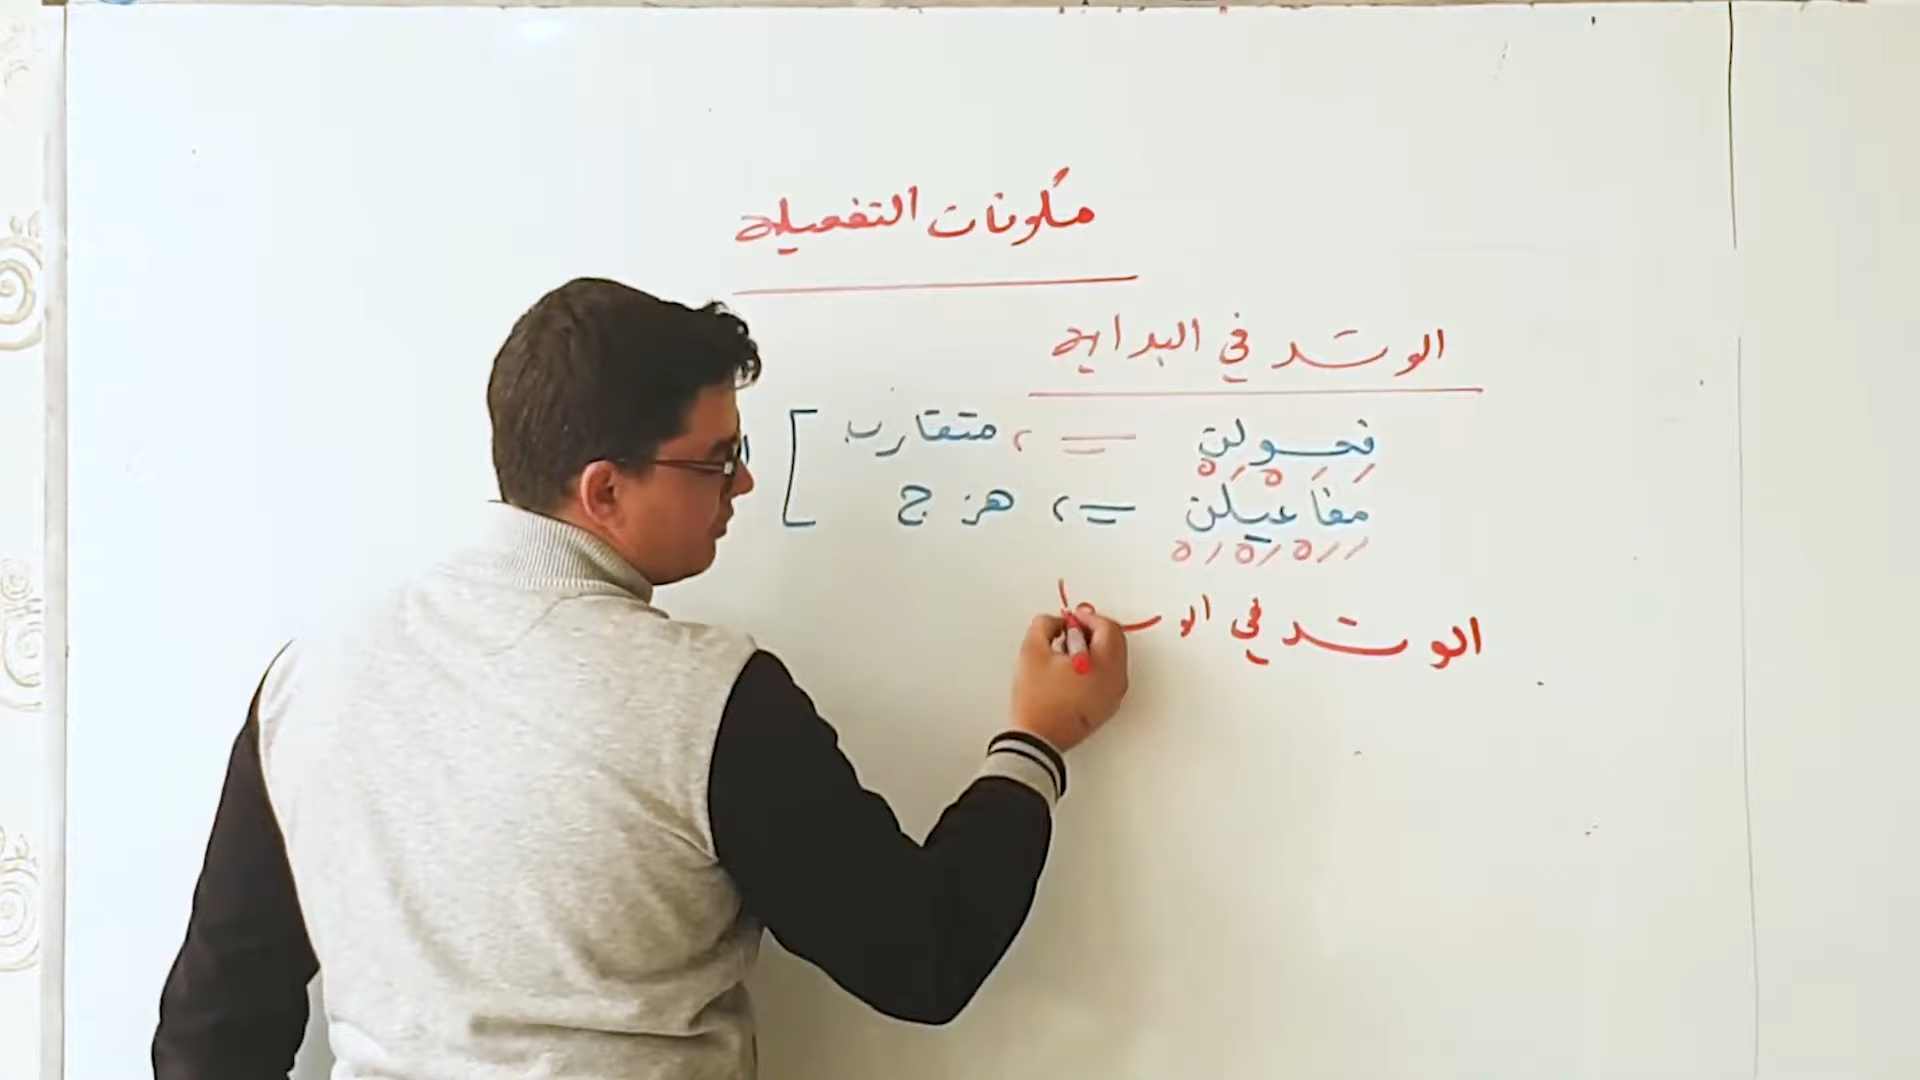 مكونات التفعيلة
الوتد في البداية
فعولن => متقارب ]
/ / ه / ه
مفاعيلن => هزج
/ / ه / ه / ه
الوتد في الوسط